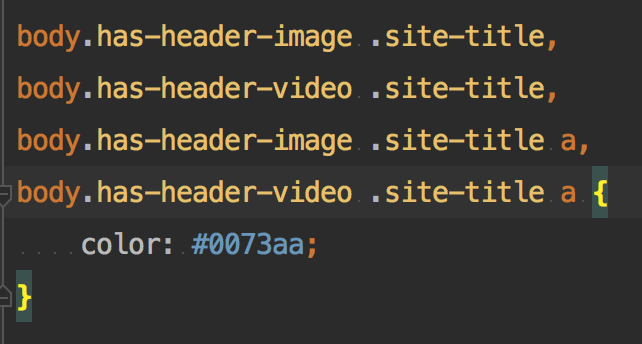 body.has-header-image .site-title,
body.has-header-video .site-title,
body.has-header-image .site-title a,
body.has-header-video .site-title a {
    color: #0073aa;
}